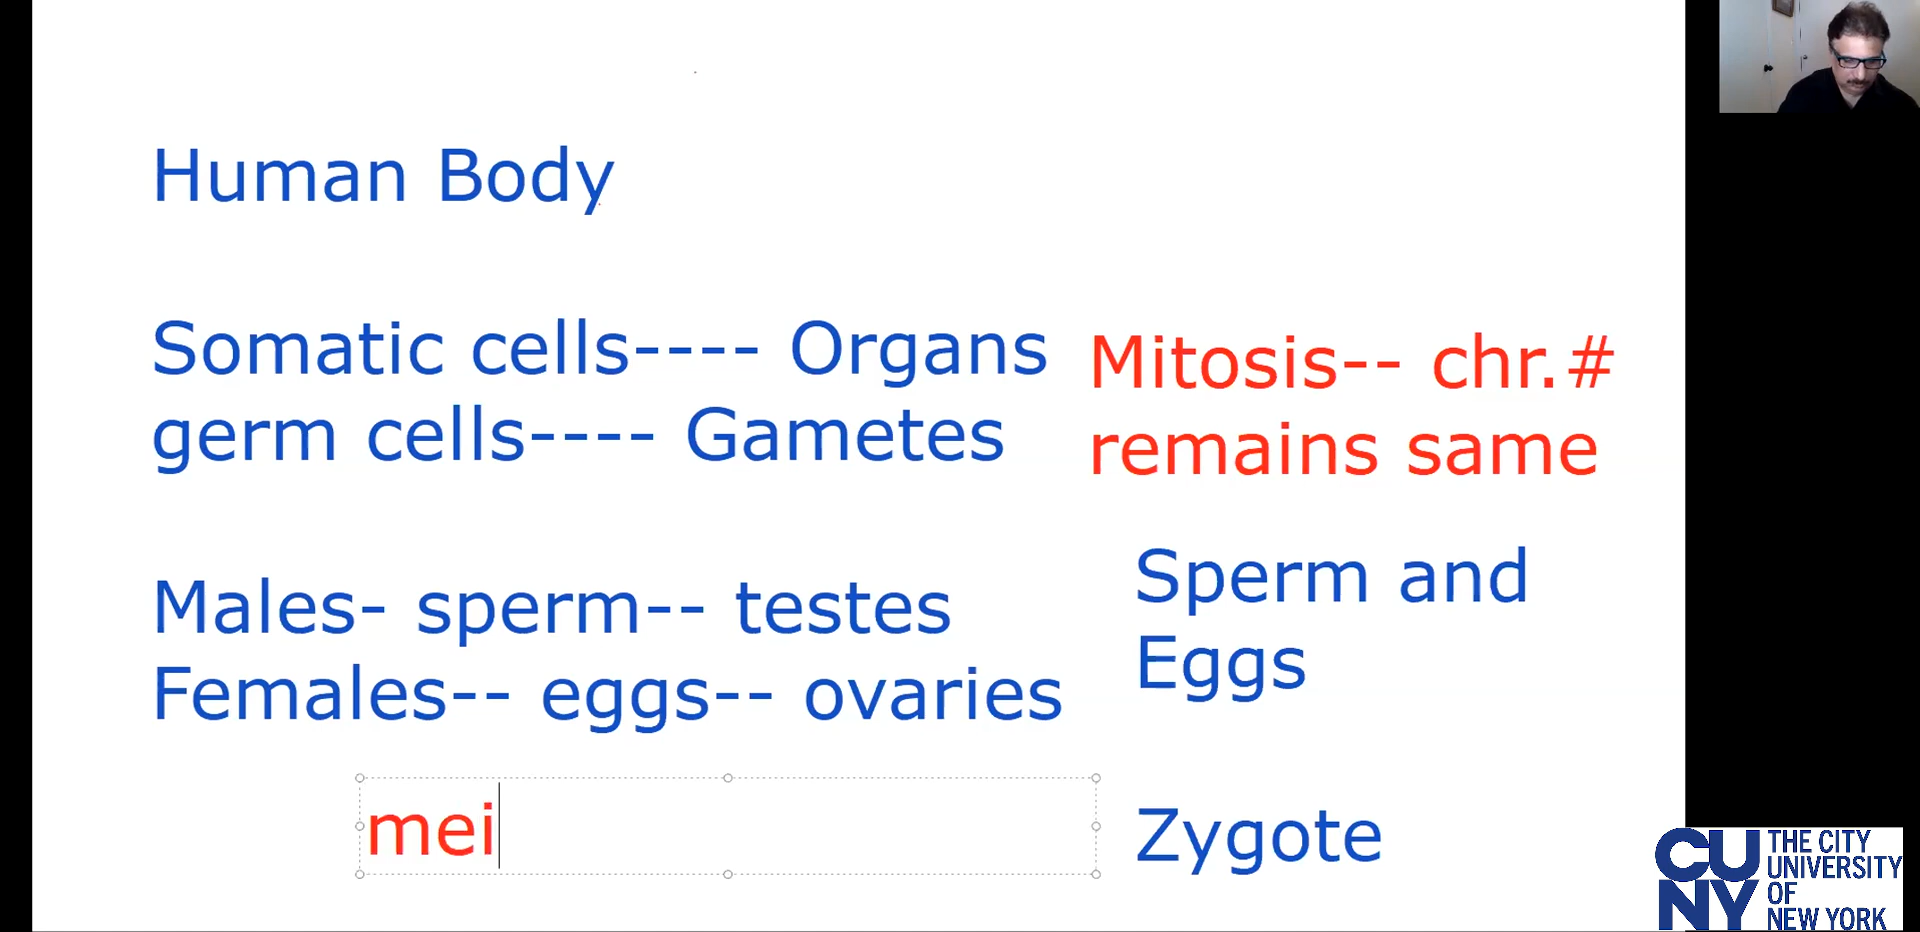 Human Body
Somatic cells---- Organs
germ cells---- Gametes
Mitosis-- chr.#
remains same
Males- sperm-- testes
Females-- eggs-- ovaries
Sperm and
Eggs
mei
Zygote
CU
NY
THE CITY
UNIVERSITY
OF
NEW YORK